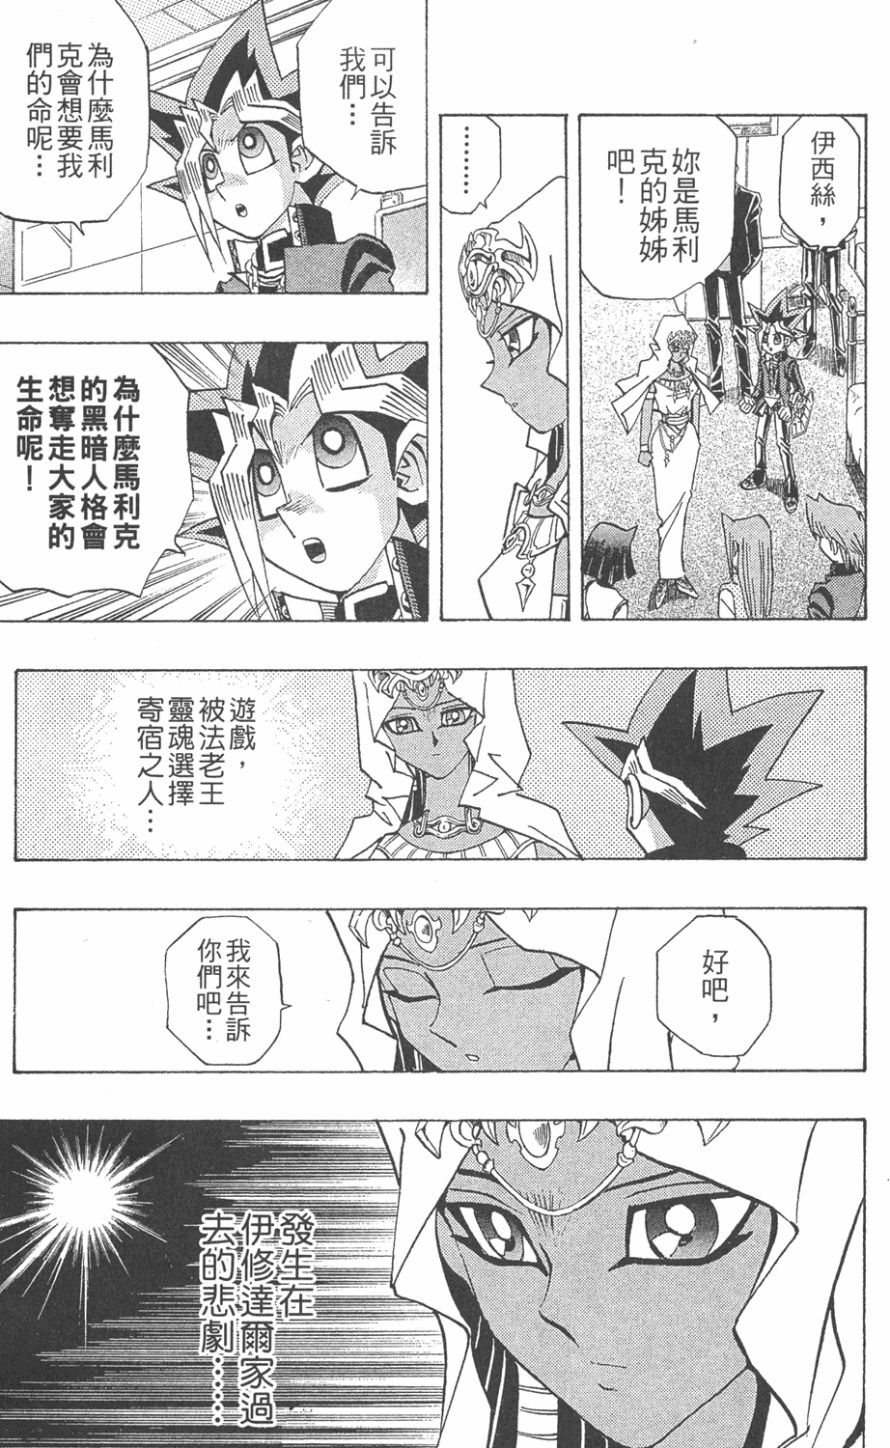 伊西絲，
妳是馬利
克的姊姊
吧！
………
可以告訴
我們…
為什麼馬利
克會想要我
們的命呢…
為什麼馬利克
的黑暗人格會
想奪走大家的
生命呢！
遊戲，
被法老王
靈魂選擇
寄宿之人…
好吧，
我來告訴
你們吧…
發生在
伊修達爾家過
去的悲劇……